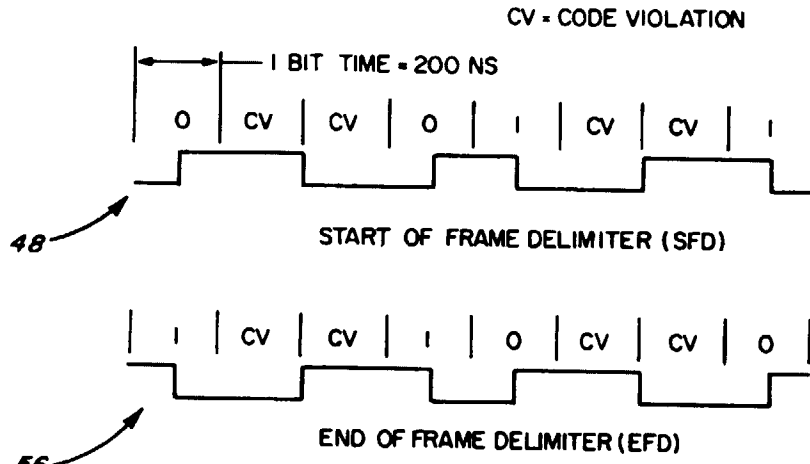 CV = CODE VIOLATION
1 BIT TIME = 200 NS
0 CV CV 0 1 CV CV 1
48
START OF FRAME DELIMITER (SFD)
1 CV CV 1 0 CV CV 0
56
END OF FRAME DELIMITER (EFD)